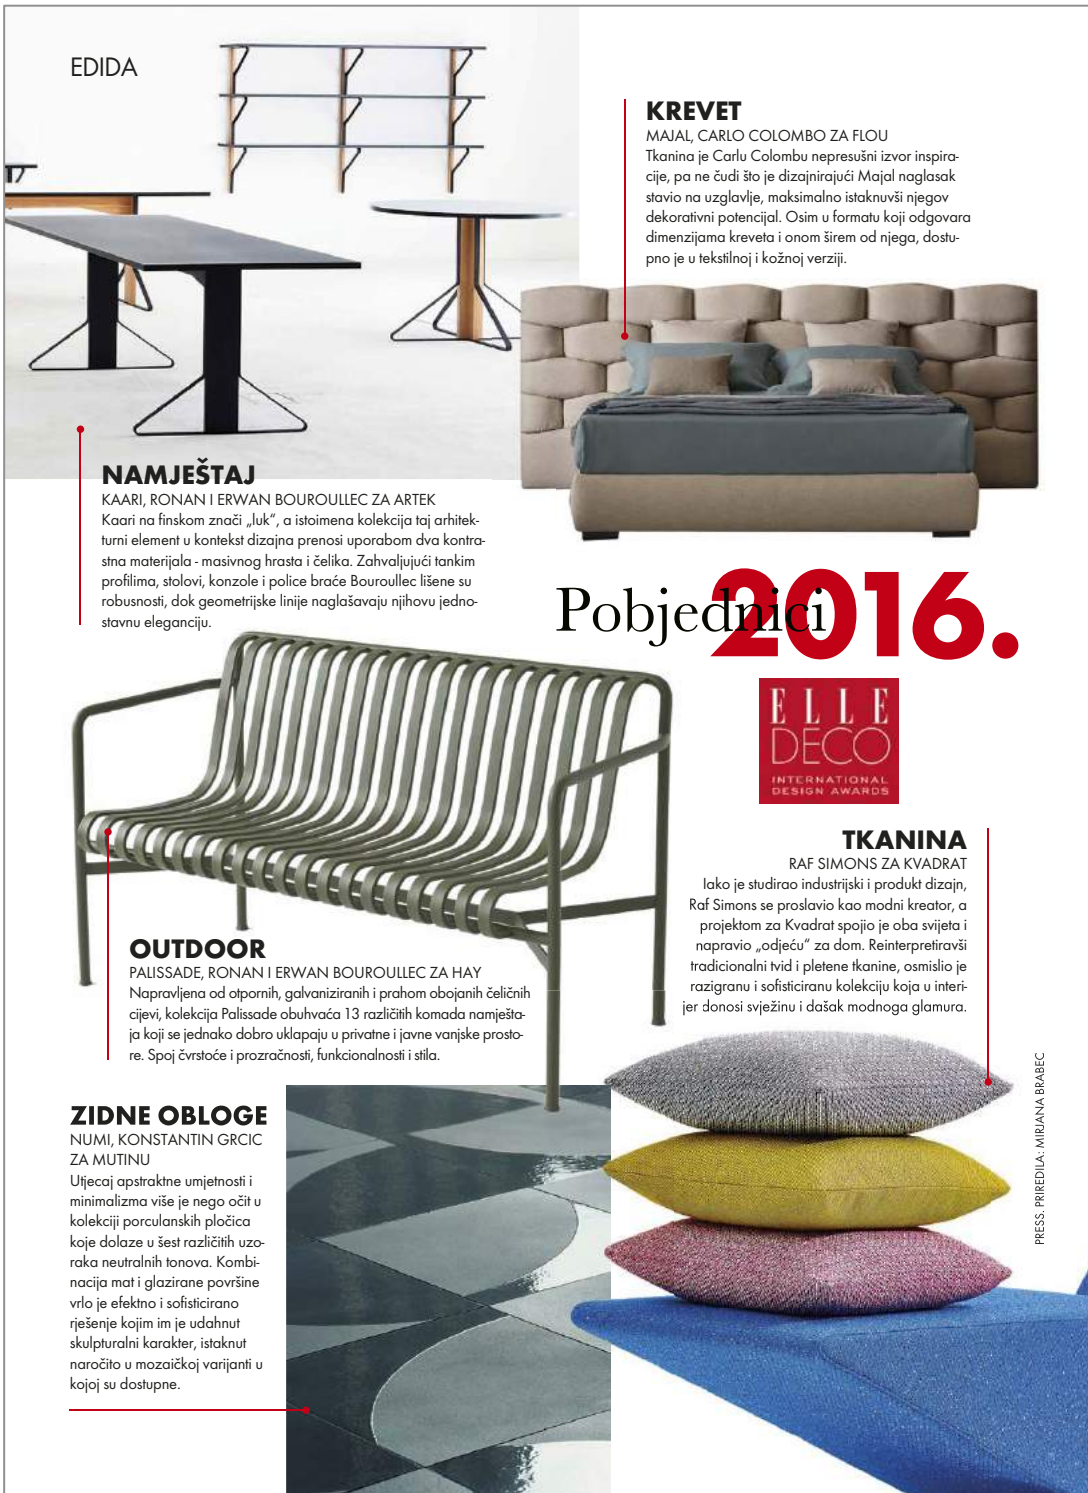 EDIDA
KREVET
MAJAL, CARLO COLOMBO ZA FLOU
Tkanina je Carlu Colombu nepresušni izvor inspira-
cije, pa ne čudi što je dizajnirajući Majal naglasak
stavio na uzglavlje, maksimalno istaknuvši njegov
dekorativni potencijal. Osim u formatu koji odgovara
dimenzijama kreveta i onom širem od njega, dostu-
pno je u tekstilnoj i kožnoj verziji.
NAMJEŠTAJ
KAARI, RONAN I ERWAN BOUROULLEC ZA ARTEK
Kaari na finskom znači „luk“, a istoimena kolekcija taj arhitek-
turni element u kontekst dizajna prenosi uporabom dva kontra-
stna materijala - masivnog hrasta i čelika. Zahvaljujući tankim
profilima, stolovi, konzole i police braće Bouroullec lišene su
robusnosti, dok geometrijske linije naglašavaju njihovu jedno-
stavnu eleganciju.
Pobjednici 2016.
ELLE
DECO
INTERNATIONAL
DESIGN AWARDS
TKANINA
RAF SIMONS ZA KVADRAT
Iako je studirao industrijski i produkt dizajn,
Raf Simons se proslavio kao modni kreator, a
projektom za Kvadrat spojio je oba svijeta i
napravio „odjeću“ za dom. Reinterpretiravši
tradicionalni tvid i pletene tkanine, osmislio je
razigranu i sofisticiranu kolekciju koja u interi-
jer donosi svježinu i dašak modnoga glamura.
OUTDOOR
PALISSADE, RONAN I ERWAN BOUROULLEC ZA HAY
Napravljena od otpornih, galvaniziranih i prahom obojanih čeličnih
cijevi, kolekcija Palissade obuhvaća 13 različitih komada namješta-
ja koji se jednako dobro uklapaju u privatne i javne vanjske prosto-
re. Spoj čvrstoće i prozračnosti, funkcionalnosti i stila.
ZIDNE OBLOGE
NUMI, KONSTANTIN GRCIC
ZA MUTINU
Utjecaj apstraktne umjetnosti i
minimalizma više je nego očit u
kolekciji porculanskih pločica
koje dolaze u šest različitih uzo-
raka neutralnih tonova. Kombi-
nacija mat i glazirane površine
vrlo je efektno i sofisticirano
rješenje kojim im je udahnut
skulpturalni karakter, istaknut
naročito u mozaičkoj varijanti u
kojoj su dostupne.
PRESS. PRIREDILA: MIRJANA BRABEC